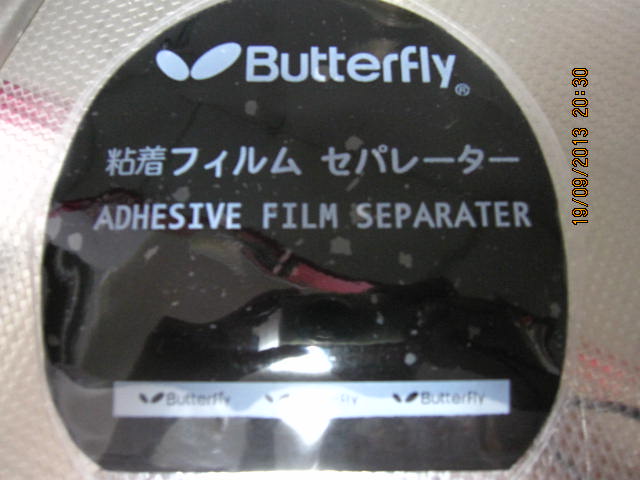 Butterfly®
粘着フィルム セパレーター
ADHESIVE FILM SEPARATER
Butterfly Butterfly Butterfly
19/09/2013 20:30